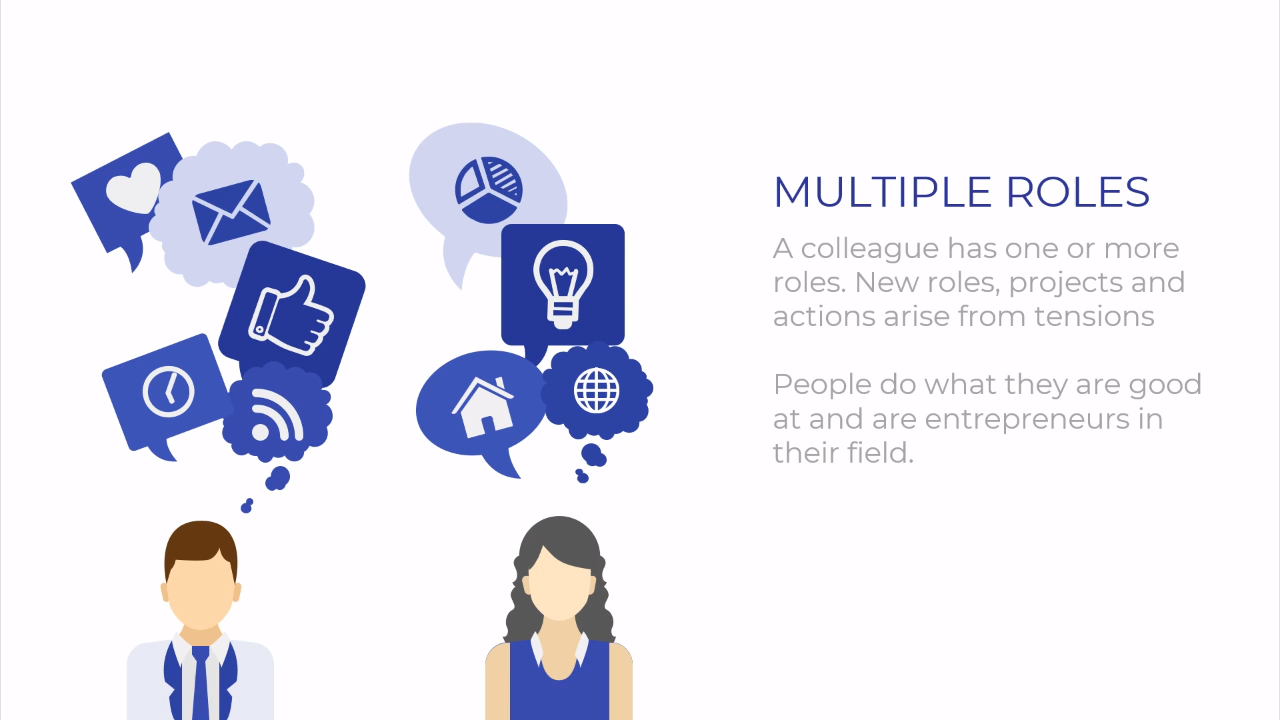 MULTIPLE ROLES
A colleague has one or more
roles. New roles, projects and
actions arise from tensions
People do what they are good
at and are entrepreneurs in
their field.